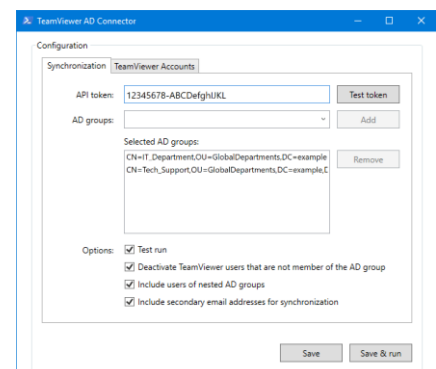 TeamViewer AD Connector
Configuration
Synchronization TeamViewer Accounts
API token: 12345678-ABCDefghIJKL Test token
AD groups: Add
Selected AD groups:
CN=IT_Department,OU=GlobalDepartments,DC=example
CN=Tech_Support,OU=GlobalDepartments,DC=example,D
Remove
Options: Test run
Deactivate TeamViewer users that are not member of the AD group
Include users of nested AD groups
Include secondary email addresses for synchronization
Save Save & run